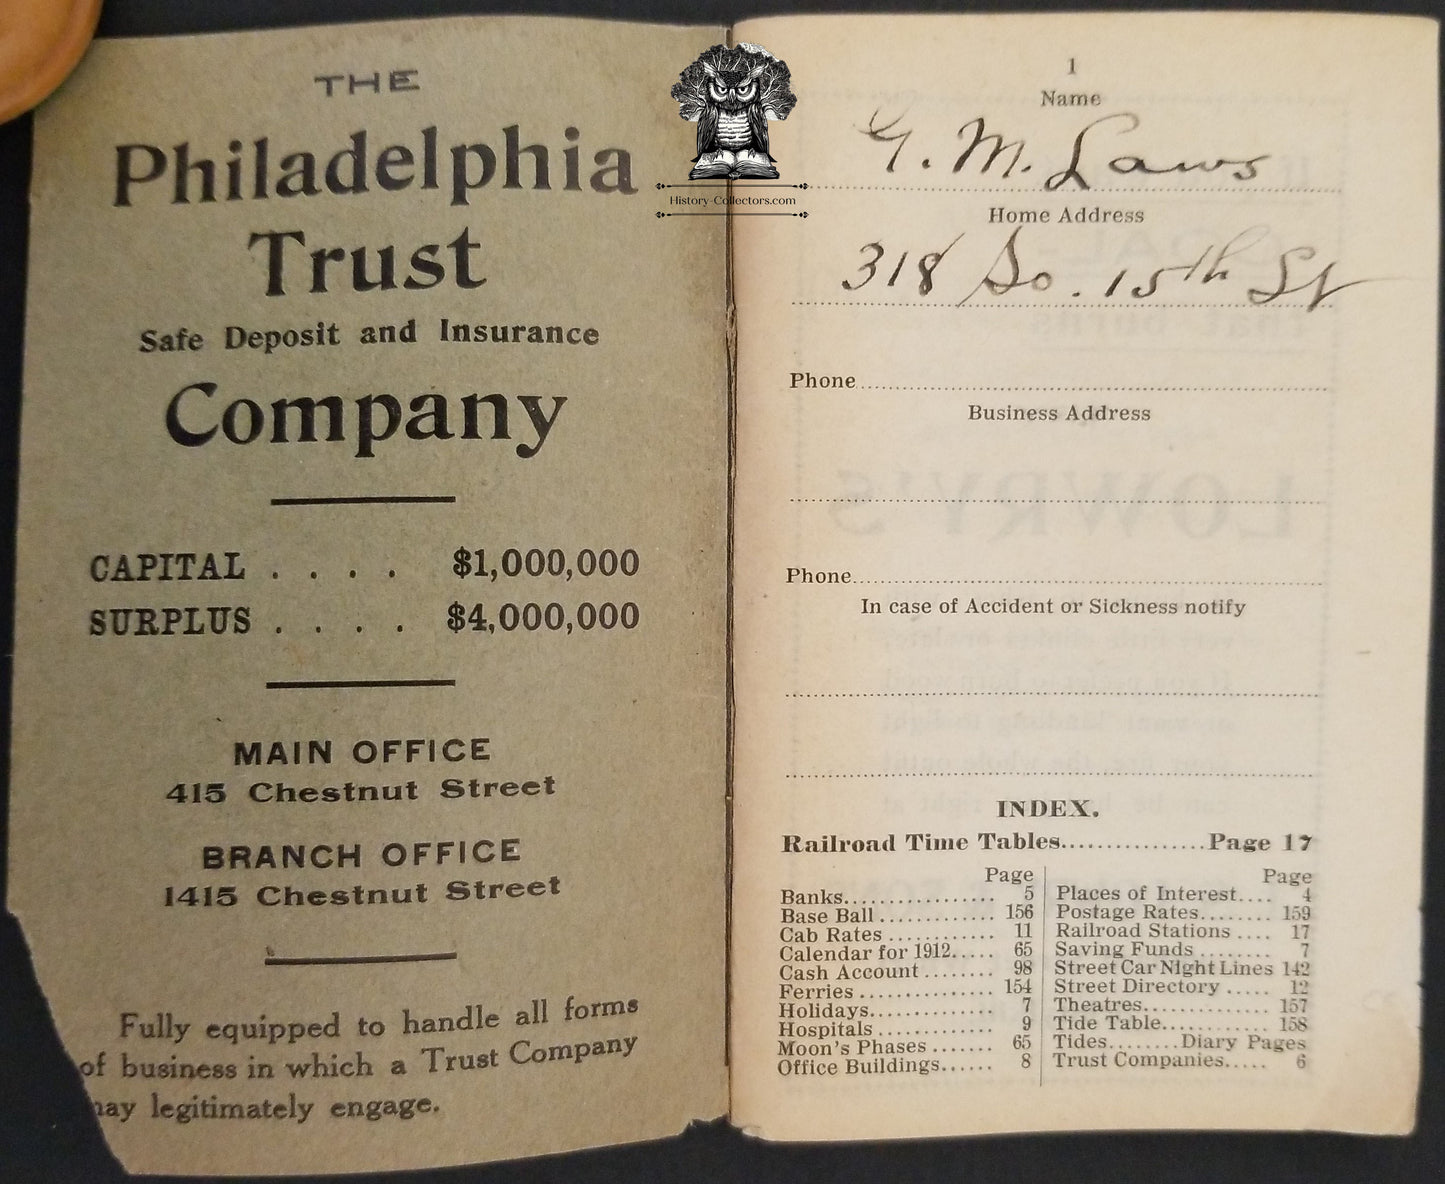 THE
Philadelphia
Trust
Safe Deposit and Insurance
Company
CAPITAL . . . . $1,000,000
SURPLUS . . . . $4,000,000
MAIN OFFICE
415 Chestnut Street
BRANCH OFFICE
1415 Chestnut Street
Fully equipped to handle all forms
of business in which a Trust Company
may legitimately engage.
History-Collectors.com
1
Name
G. M. Laws
Home Address
318 So. 15th St
Phone
Business Address
Phone
In case of Accident or Sickness notify
INDEX.
Railroad Time Tables................Page 17
Page
Banks................. 5
Base Ball ............. 156
Cab Rates ............ 11
Calendar for 1912..... 65
Cash Account ........ 98
Ferries ............... 154
Holidays.............. 7
Hospitals ............. 9
Moon's Phases ....... 65
Office Buildings...... 8
Page
Places of Interest.... 4
Postage Rates........ 159
Railroad Stations .... 17
Saving Funds ........ 7
Street Car Night Lines 142
Street Directory ..... 12
Theatres.............. 157
Tide Table............ 158
Tides........Diary Pages
Trust Companies..... 6